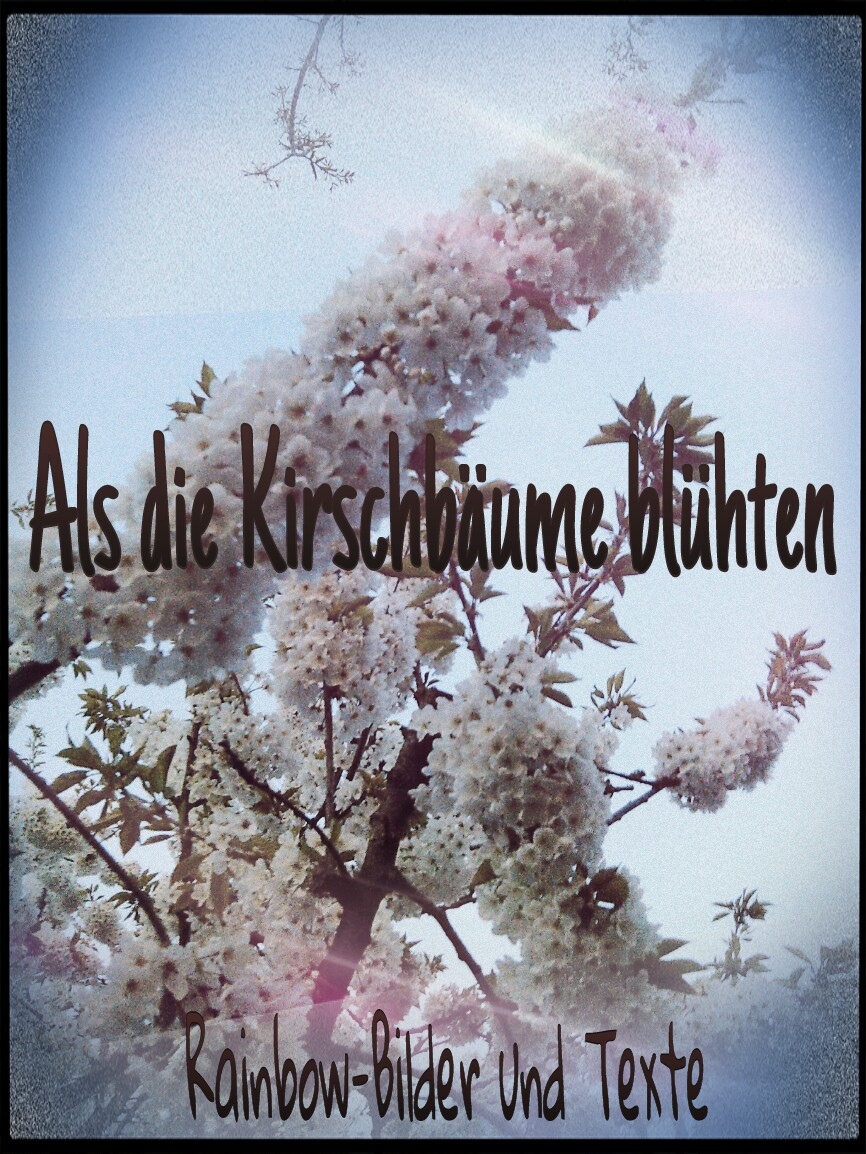 Als die Kirschbäume blühten
Rainbow-Bilder und Texte